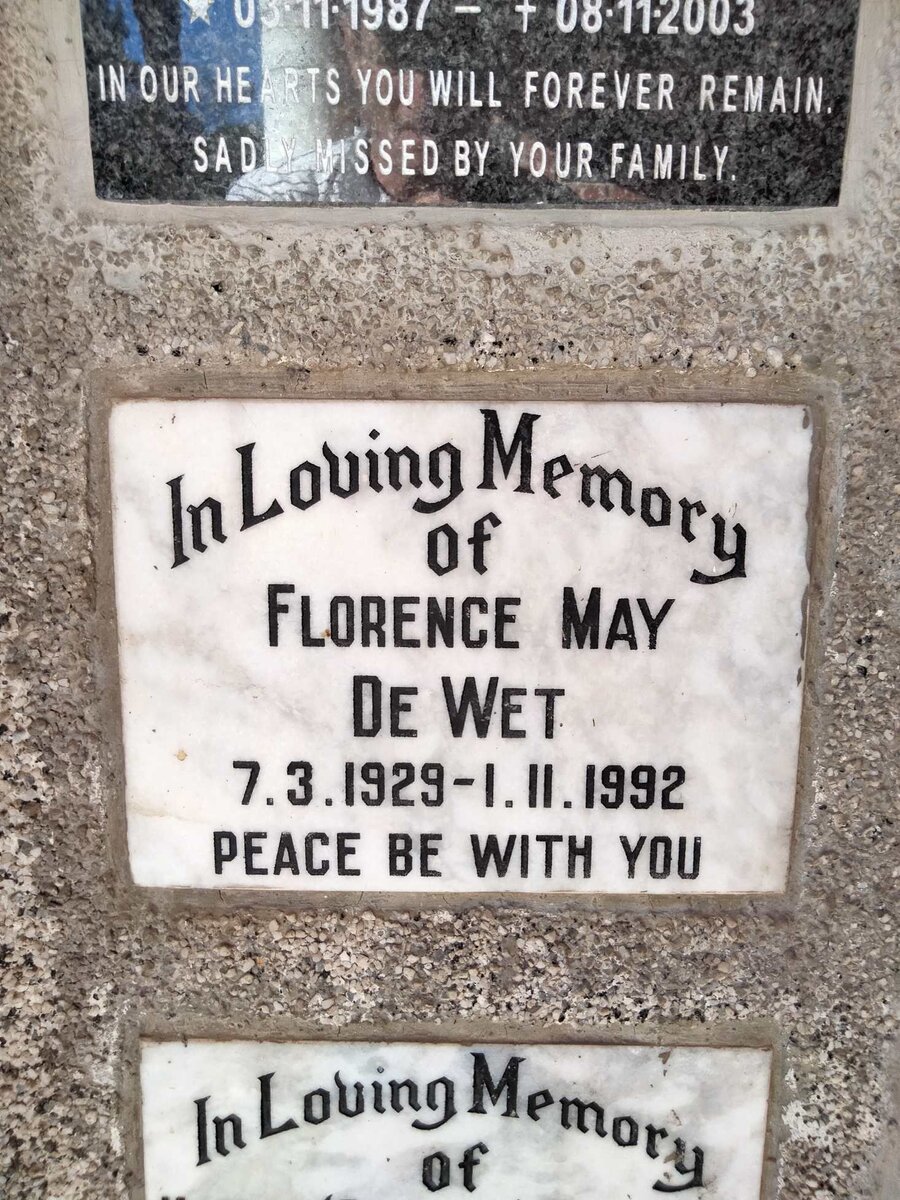 03·11·1987 – † 08·11·2003
IN OUR HEARTS YOU WILL FOREVER REMAIN.
SADLY MISSED BY YOUR FAMILY.
In Loving Memory
of
FLORENCE MAY
DE WET
7.3.1929-1.11.1992
PEACE BE WITH YOU
In Loving Memory
of